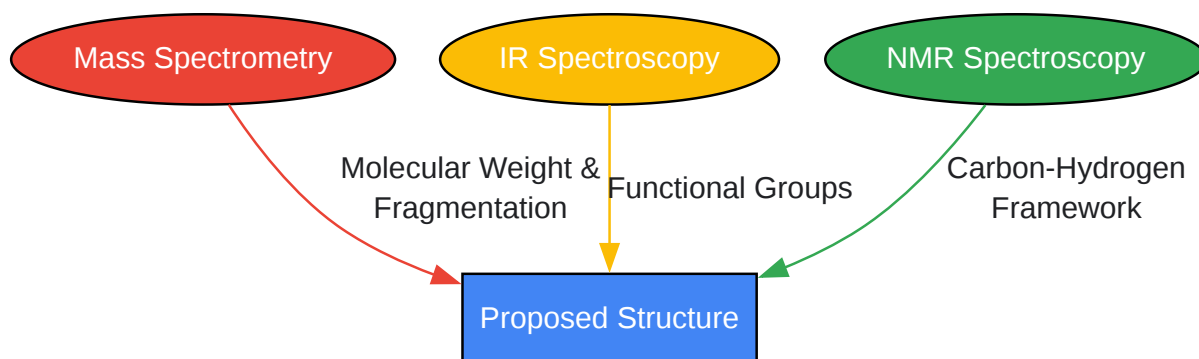 Mass Spectrometry
IR Spectroscopy
NMR Spectroscopy
Molecular Weight &
Fragmentation
Functional Groups
Carbon-Hydrogen
Framework
Proposed Structure